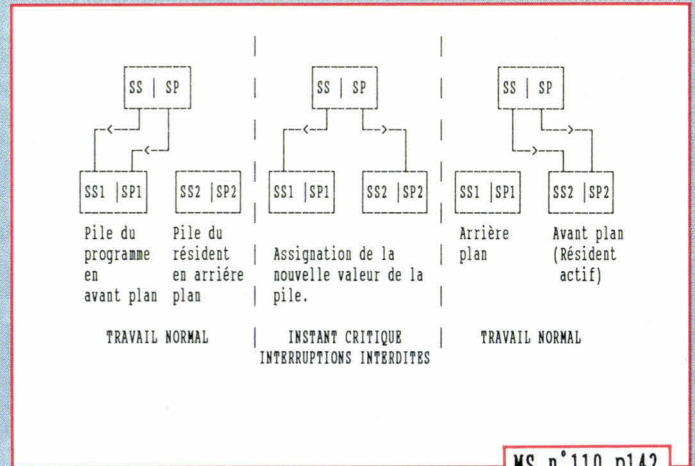 SS | SP
SS | SP
SS | SP
SS1 |SP1
SS2 |SP2
SS1 |SP1
SS2 |SP2
SS1 |SP1
SS2 |SP2
Pile du
programme
en
avant plan
Pile du
résident
en arriére
plan
Assignation de la
nouvelle valeur de la
pile.
Arrière
plan
Avant plan
(Résident
actif)
TRAVAIL NORMAL
INSTANT CRITIQUE
INTERRUPTIONS INTERDITES
TRAVAIL NORMAL
MS n°110 p142